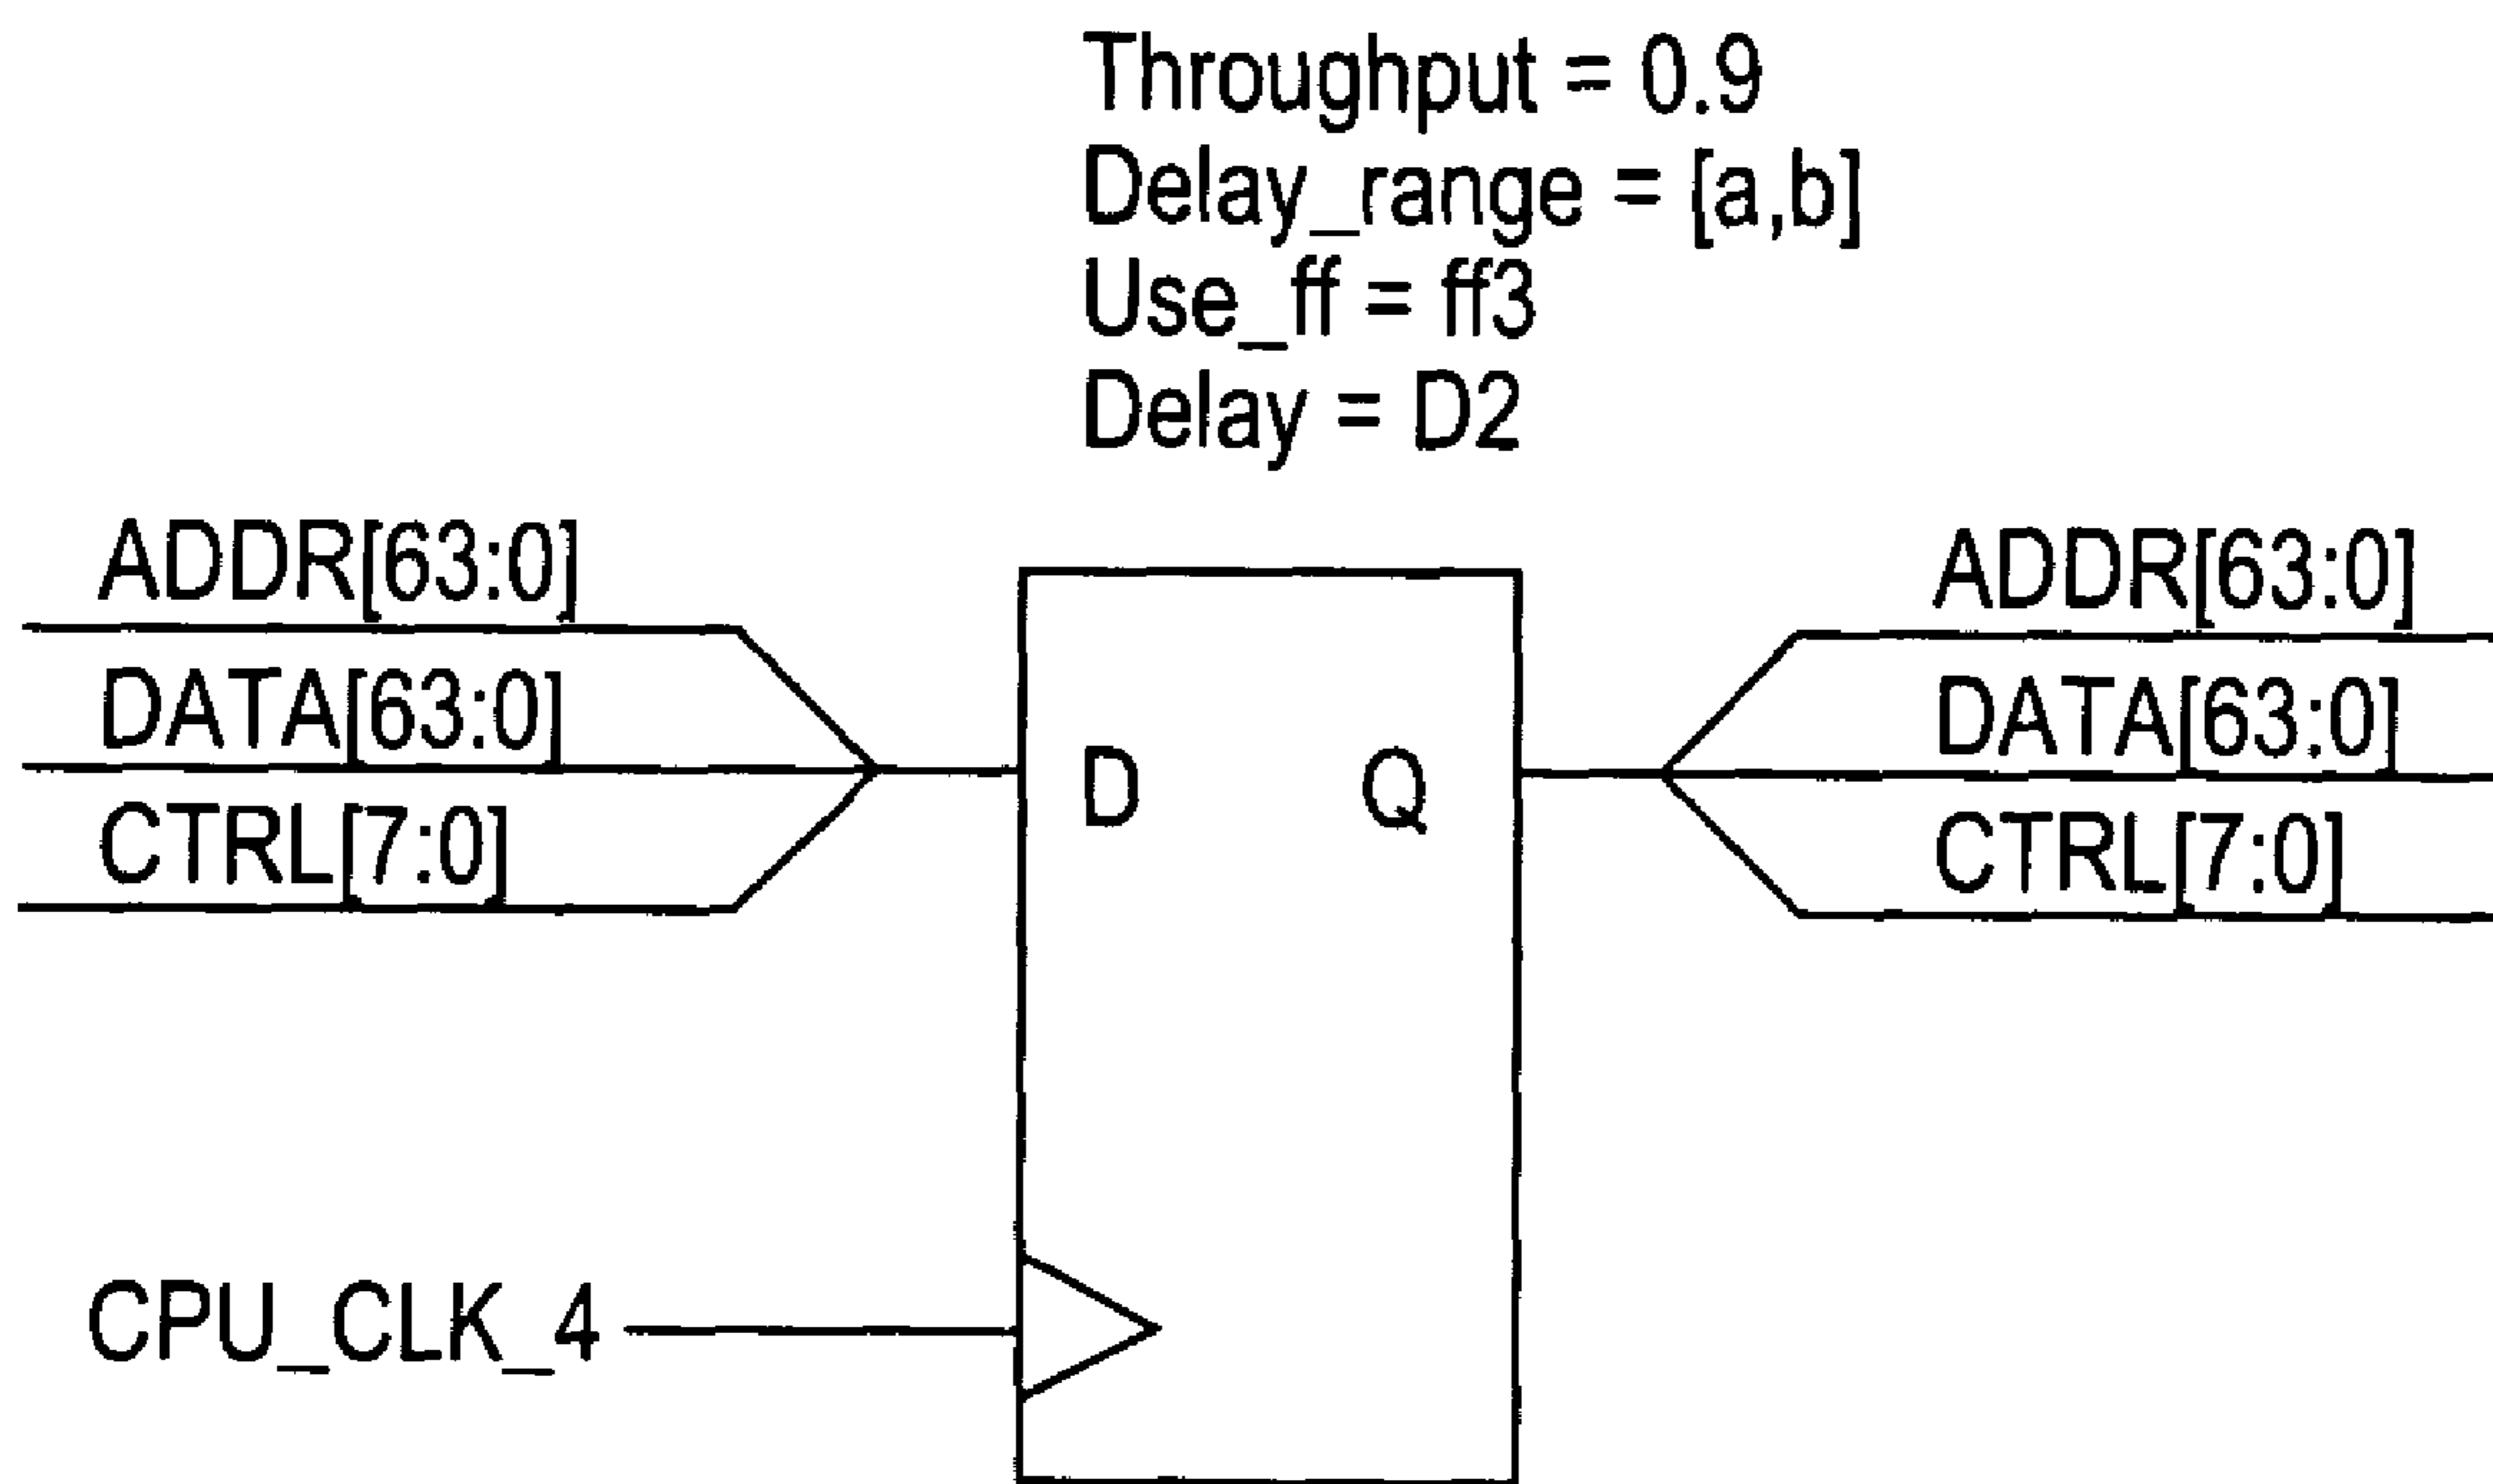 Throughput = 0.9
Delay_range = [a,b]
Use_ff = ff3
Delay = D2
ADDR[63:0]
ADDR[63:0]
DATA[63:0]
DATA[63:0]
D
Q
CTRL[7:0]
CTRL[7:0]
CPU_CLK_4